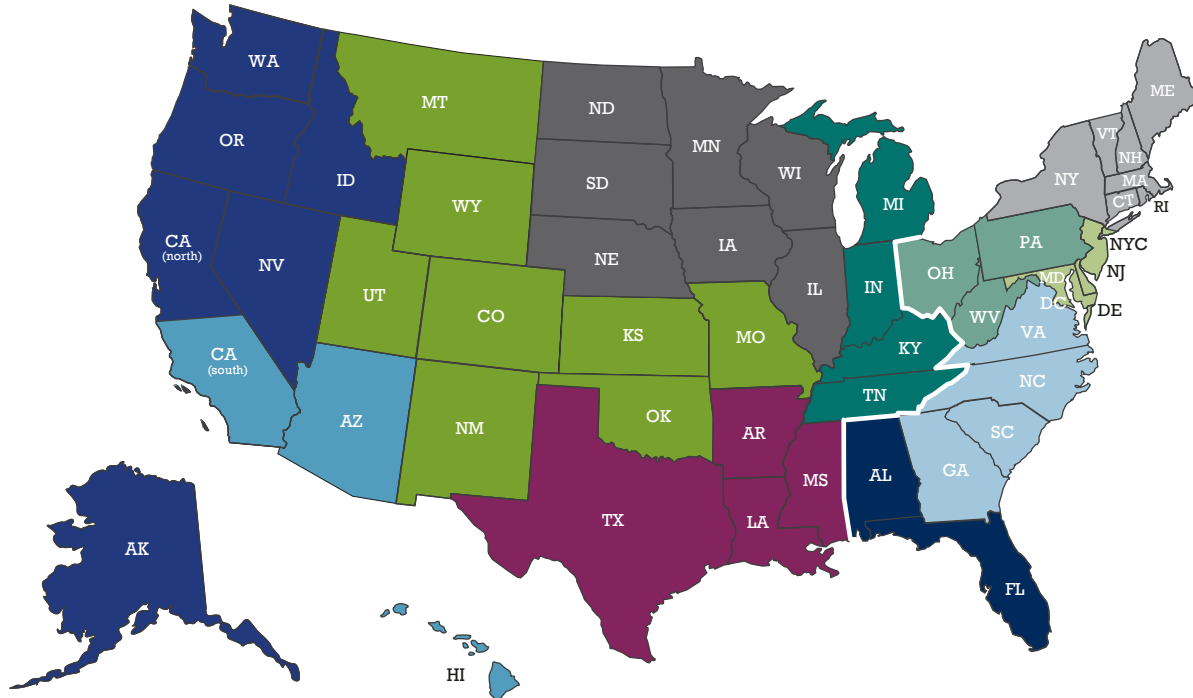 WA
MT
ND
ME
OR
MN
VT
NH
ID
SD
WI
NY
MA
WY
MI
CT
RI
CA
(north)
NV
NE
IA
PA
NYC
UT
CO
IL
IN
OH
MD
NJ
DC
DE
CA
(south)
KS
MO
KY
WV
VA
AZ
NM
OK
AR
TN
NC
SC
MS
AL
GA
TX
LA
AK
FL
HI